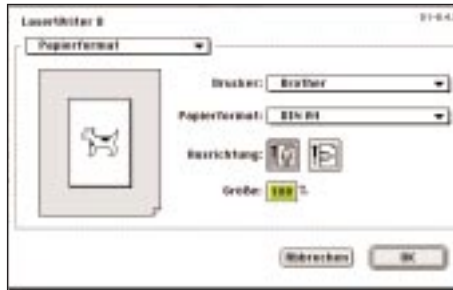 LaserWriter 8
Papierformat
Drucker: Brother
Papierformat: DIN A4
Ausrichtung:
Größe: 100 %
Abbrechen OK